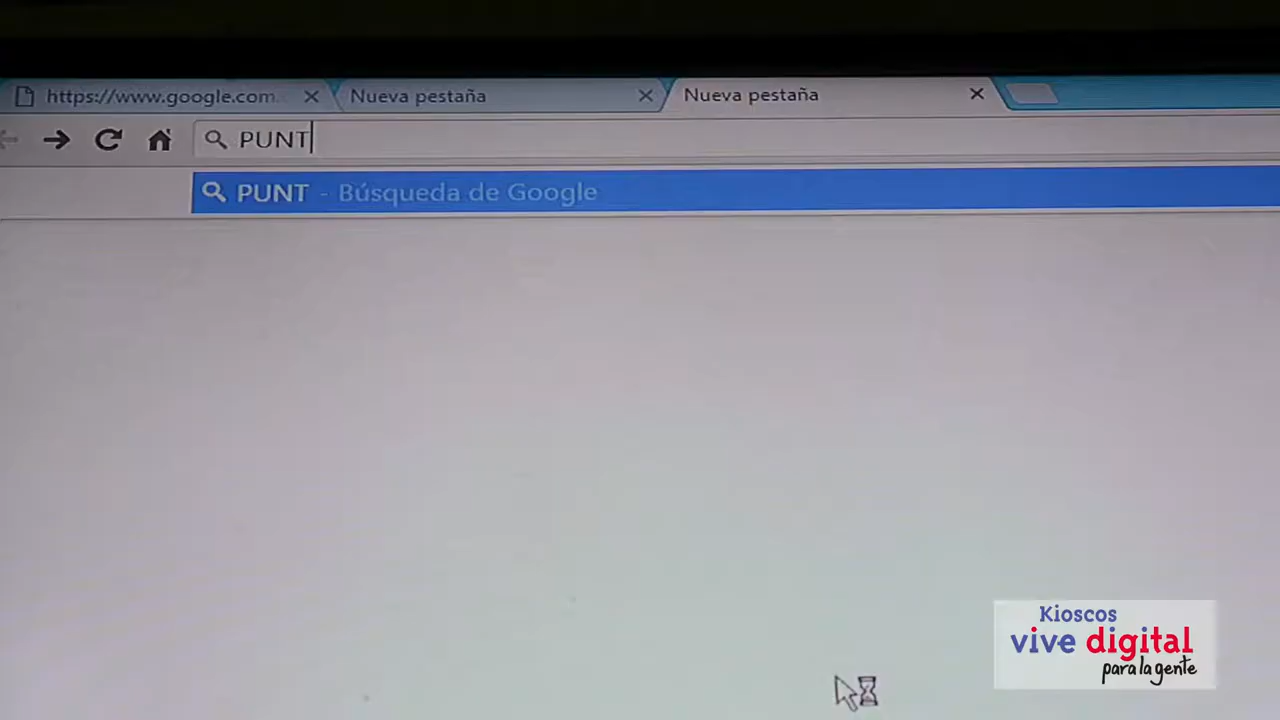 https://www.google.com.
Nueva pestaña
Nueva pestaña
PUNT
PUNT - Búsqueda de Google
Kioscos
vive digital
para la gente